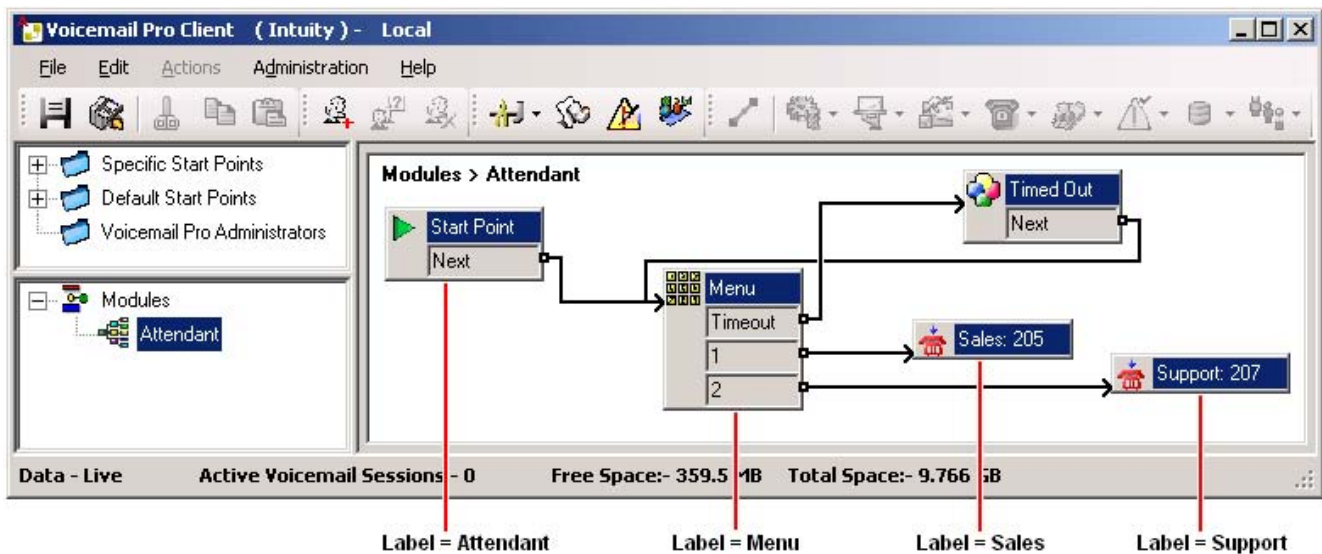 Voicemail Pro Client ( Intuity ) - Local
File Edit Actions Administration Help
Specific Start Points
Default Start Points
Voicemail Pro Administrators
Modules
Attendant
Modules > Attendant
Start Point
Next
Menu
Timeout
1
2
Timed Out
Next
Sales: 205
Support: 207
Data - Live Active Voicemail Sessions - 0 Free Space:- 359.5 MB Total Space:- 9.766 GB
Label = Attendant Label = Menu Label = Sales Label = Support